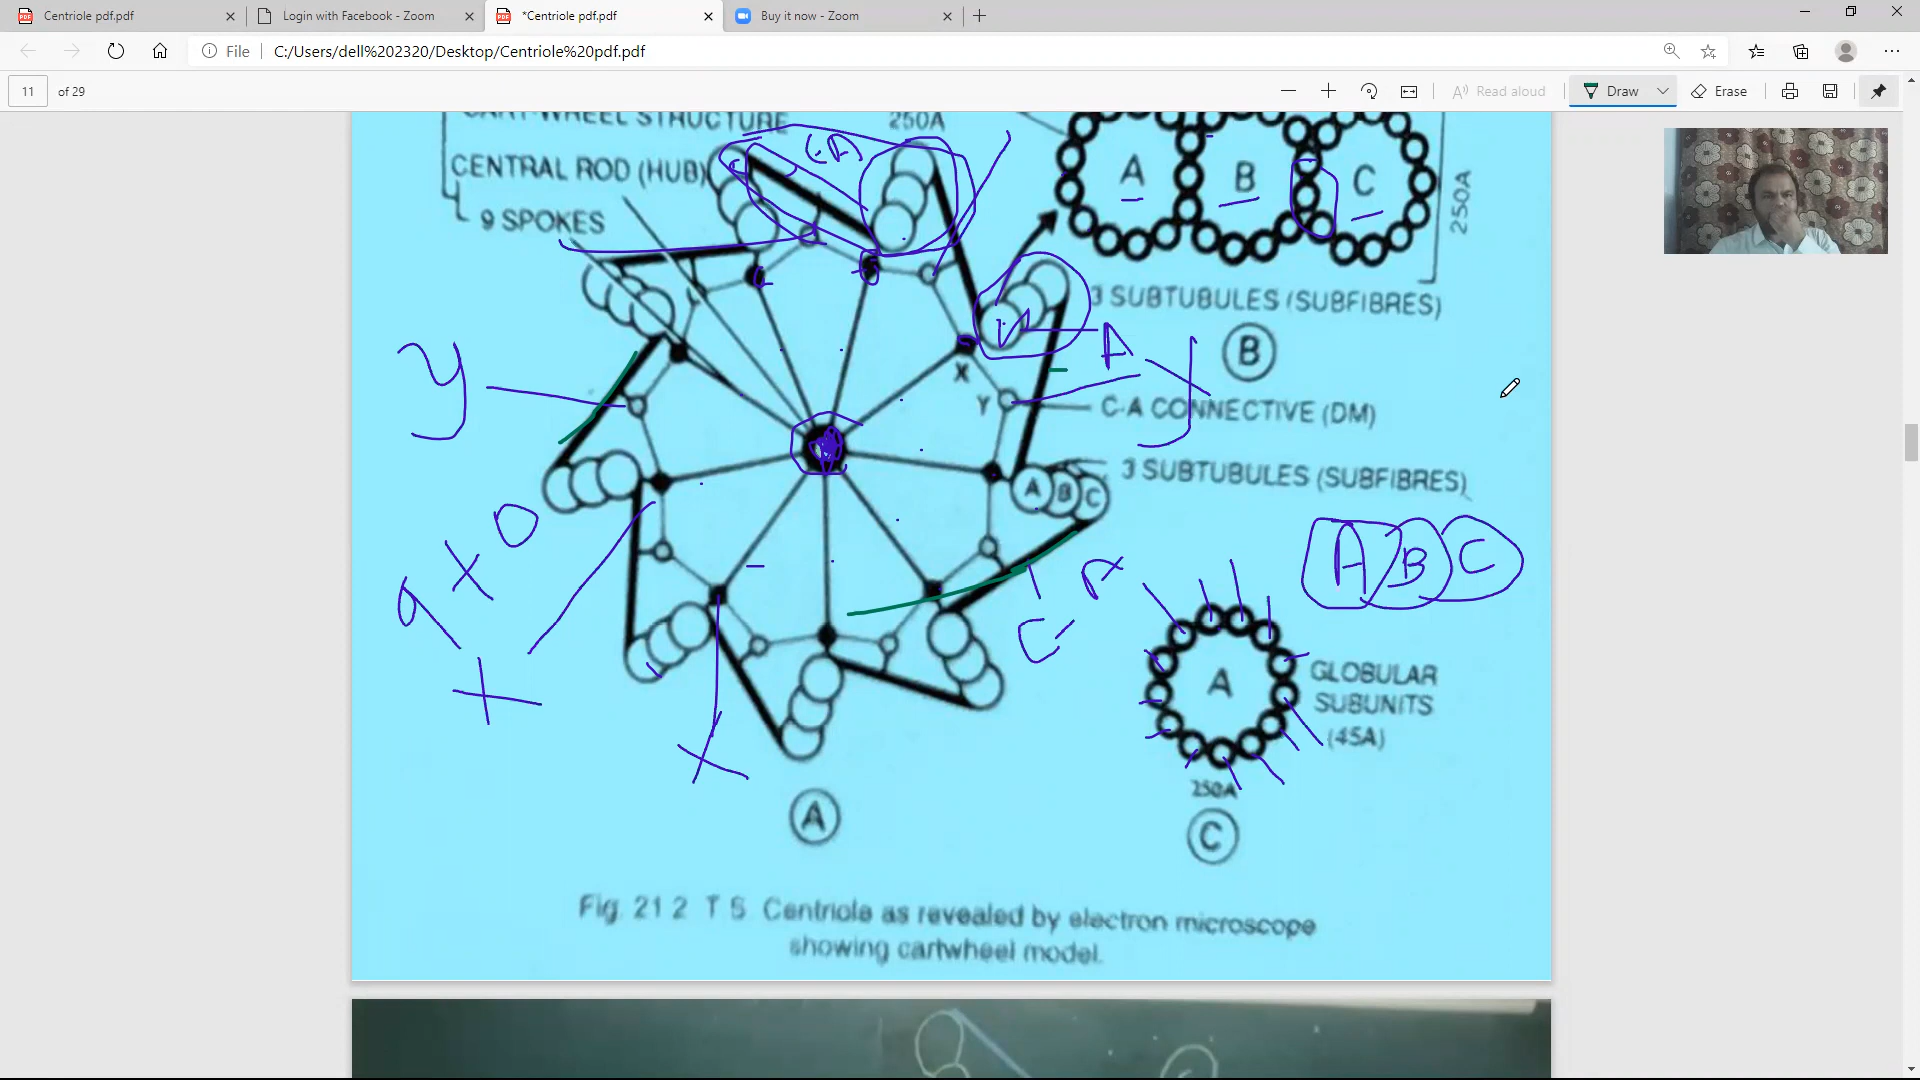 Centriole pdf.pdf
Login with Facebook - Zoom
*Centriole pdf.pdf
Buy it now - Zoom
File
C:/Users/dell%202320/Desktop/Centriole%20pdf.pdf
11
of 29
Read aloud
Draw
Erase
CART-WHEEL STRUCTURE
250A
CENTRAL ROD (HUB)
9 SPOKES
A
B
C
250A
3 SUBTUBULES (SUBFIBRES)
B
A
X
Y
y
y
C-A CONNECTIVE (DM)
3 SUBTUBULES (SUBFIBRES)
A
B
C
9 + 0
A B C
C-A
x
x
A
GLOBULAR
SUBUNITS
(45A)
250A
A
C
Fig. 21 2 T 5 Centriole as revealed by electron microscope
showing cartwheel model.